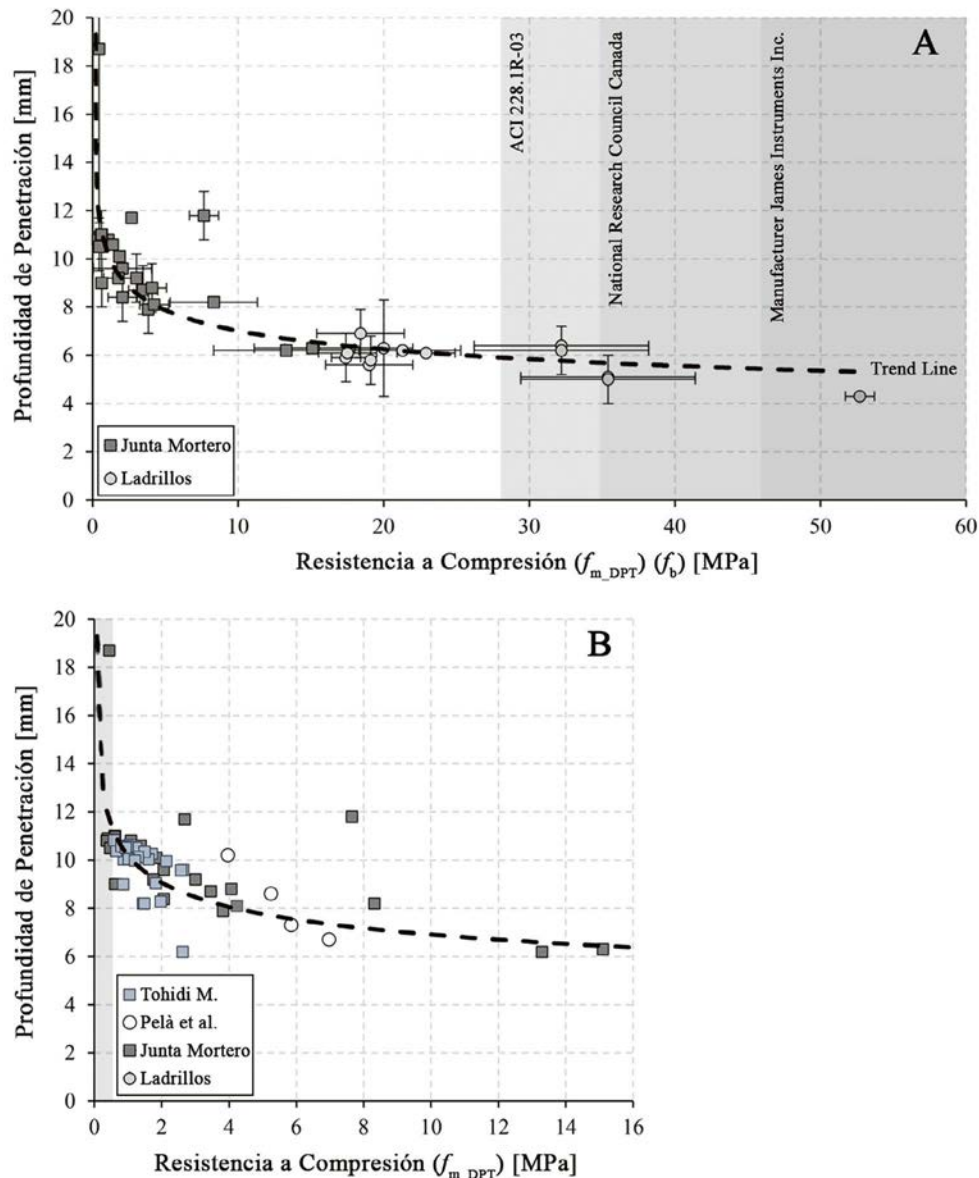 A
20
18
16
14
12
10
8
6
4
2
0
Profundidad de Penetración [mm]
ACI 228.1R-03
National Research Council Canada
Manufacturer James Instruments Inc.
Trend Line
Junta Mortero
Ladrillos
0 10 20 30 40 50 60
Resistencia a Compresión (fm_DPT) (fb) [MPa]
B
20
18
16
14
12
10
8
6
4
2
0
Profundidad de Penetración [mm]
Tohidi M.
Pelà et al.
Junta Mortero
Ladrillos
0 2 4 6 8 10 12 14 16
Resistencia a Compresión (fm_DPT) [MPa]